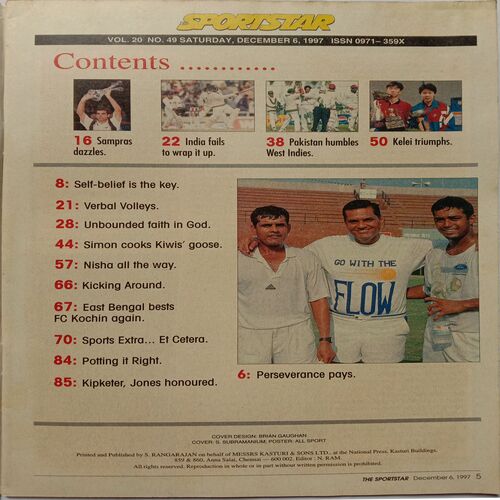 SPORTSTAR
VOL. 20 NO. 49 SATURDAY, DECEMBER 6, 1997 ISSN 0971– 359X
Contents ............
16 Sampras
dazzles.
22 India fails
to wrap it up.
38 Pakistan humbles
West Indies.
50 Kelei triumphs.
8: Self-belief is the key.
21: Verbal Volleys.
28: Unbounded faith in God.
44: Simon cooks Kiwis' goose.
57: Nisha all the way.
66: Kicking Around.
67: East Bengal bests
FC Kochin again.
70: Sports Extra... Et Cetera.
84: Potting it Right.
85: Kipketer, Jones honoured.
GO WITH THE
FLOW
6: Perseverance pays.
COVER DESIGN: BRIAN GAUGHAN
COVER: S. SUBRAMANIUM; POSTER: ALL SPORT
Printed and Published by S. RANGARAJAN on behalf of MESSRS KASTURI & SONS LTD., at the National Press, Kasturi Buildings,
859 & 860, Anna Salai, Chennai — 600 002. Editor : N. RAM.
All rights reserved. Reproduction in whole or in part without written permission is prohibited.
THE SPORTSTAR December 6, 1997 5